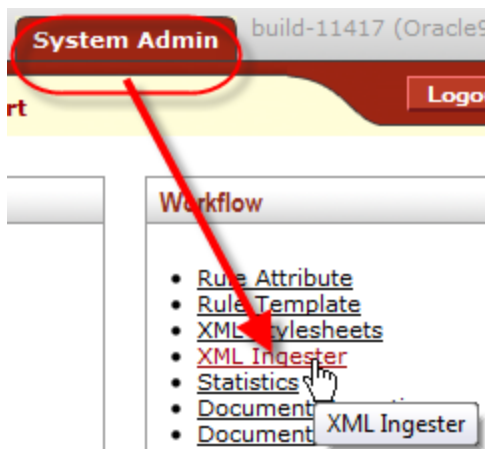 System Admin
build-11417 (Oracle9
rt
Logo
Workflow
Rule Attribute
Rule Template
XML Stylesheets
XML Ingester
Statistics
Document
Document
XML Ingester